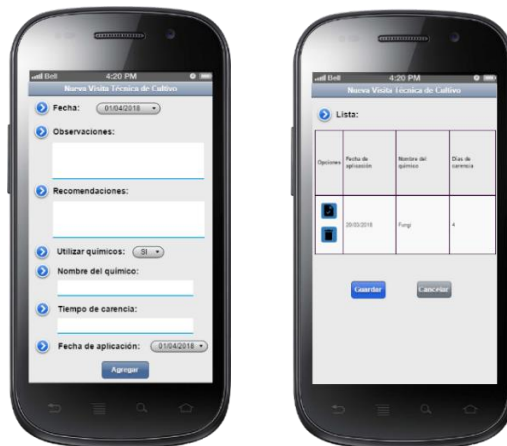 Bell 4:20 PM
Nueva Visita Técnica de Cultivo
Fecha: 01/04/2018
Observaciones:
Recomendaciones:
Utilizar químicos: SI
Nombre del químico:
Tiempo de carencia:
Fecha de aplicación: 01/04/2018
Agregar
Bell 4:20 PM
Nueva Visita Técnica de Cultivo
Lista:
Opciones
Fecha de
aplicación
Nombre del
químico
Días de
carencia
20/03/2018
Fungi
4
Guardar
Cancelar